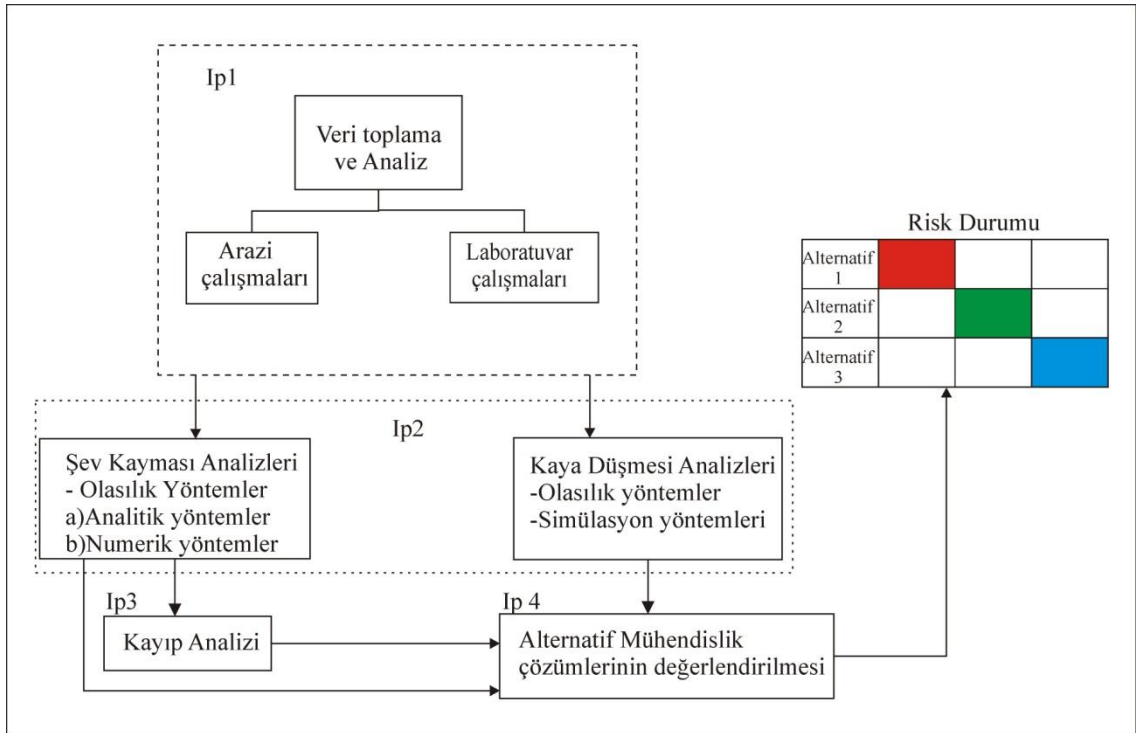 Ip1
Veri toplama
ve Analiz
Arazi
çalışmaları
Laboratuvar
çalışmaları
Risk Durumu
Alternatif
1
Alternatif
2
Alternatif
3
Ip2
Şev Kayması Analizleri
- Olasılık Yöntemler
a)Analitik yöntemler
b)Numerik yöntemler
Kaya Düşmesi Analizleri
-Olasılık yöntemler
-Simülasyon yöntemleri
Ip3
Kayıp Analizi
Ip 4
Alternatif Mühendislik
çözümlerinin değerlendirilmesi